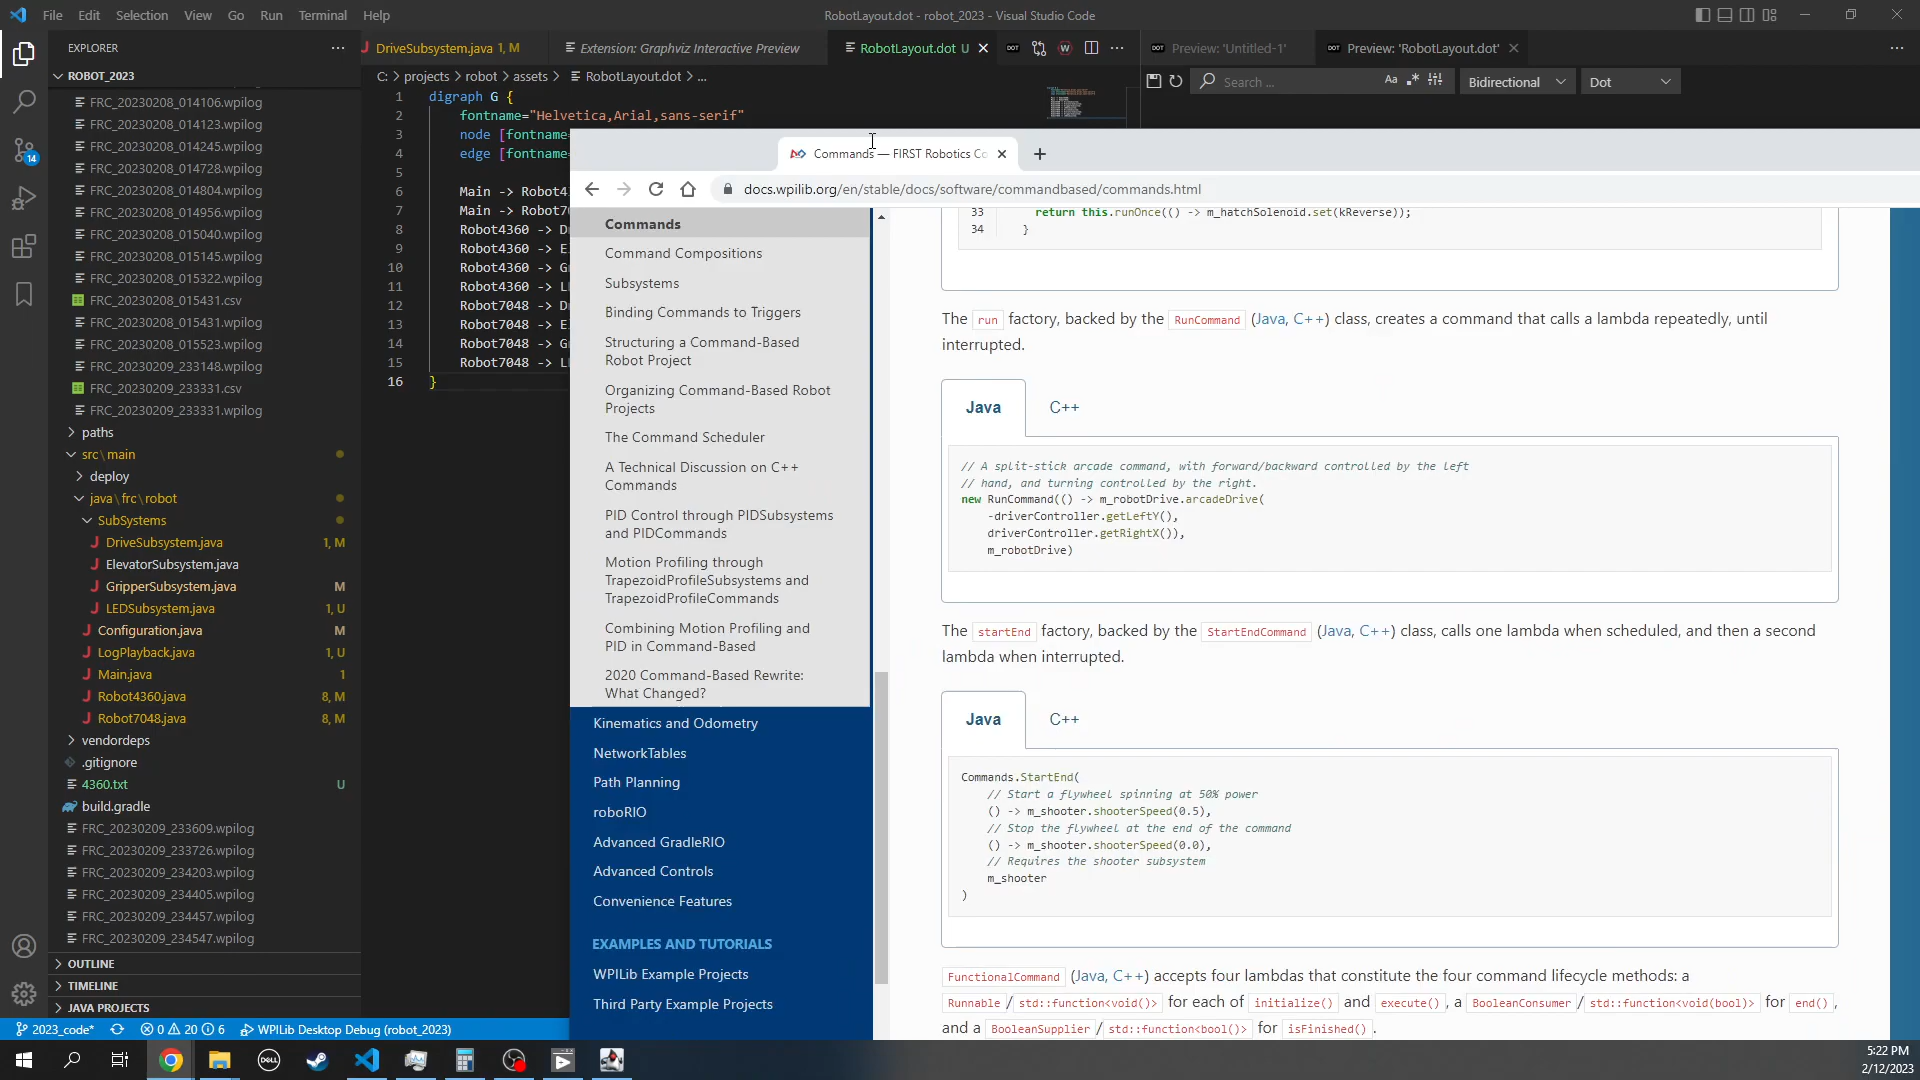 File Edit Selection View Go Run Terminal Help
RobotLayout.dot - robot_2023 - Visual Studio Code
EXPLORER
DriveSubsystem.java 1, M
Extension: Graphviz Interactive Preview
RobotLayout.dot U
Preview: 'Untitled-1'
Preview: 'RobotLayout.dot'
ROBOT_2023
C: > projects > robot > assets > RobotLayout.dot > ...
Search ...
Aa
Bidirectional
Dot
FRC_20230208_014106.wpilog
FRC_20230208_014123.wpilog
FRC_20230208_014245.wpilog
FRC_20230208_014728.wpilog
FRC_20230208_014804.wpilog
FRC_20230208_014956.wpilog
FRC_20230208_015040.wpilog
FRC_20230208_015145.wpilog
FRC_20230208_015322.wpilog
FRC_20230208_015431.csv
FRC_20230208_015431.wpilog
FRC_20230208_015523.wpilog
FRC_20230209_233148.wpilog
FRC_20230209_233331.csv
FRC_20230209_233331.wpilog
paths
src\main
deploy
java\frc\robot
SubSystems
DriveSubsystem.java 1, M
ElevatorSubsystem.java
GripperSubsystem.java M
LEDSubsystem.java 1, U
Configuration.java M
LogPlayback.java 1, U
Main.java 1
Robot4360.java 8, M
Robot7048.java 8, M
vendordeps
.gitignore
4360.txt U
build.gradle
FRC_20230209_233609.wpilog
FRC_20230209_233726.wpilog
FRC_20230209_234203.wpilog
FRC_20230209_234405.wpilog
FRC_20230209_234457.wpilog
FRC_20230209_234547.wpilog
OUTLINE
TIMELINE
JAVA PROJECTS
14
1 digraph G {
2 fontname="Helvetica,Arial,sans-serif"
3 node [fontname=
4 edge [fontname=
5
6 Main -> Robot4
7 Main -> Robot7
8 Robot4360 -> D
9 Robot4360 -> E
10 Robot4360 -> G
11 Robot4360 -> L
12 Robot7048 -> D
13 Robot7048 -> E
14 Robot7048 -> G
15 Robot7048 -> L
16 }
Commands — FIRST Robotics Co
docs.wpilib.org/en/stable/docs/software/commandbased/commands.html
Commands
Command Compositions
Subsystems
Binding Commands to Triggers
Structuring a Command-Based
Robot Project
Organizing Command-Based Robot
Projects
The Command Scheduler
A Technical Discussion on C++
Commands
PID Control through PIDSubsystems
and PIDCommands
Motion Profiling through
TrapezoidProfileSubsystems and
TrapezoidProfileCommands
Combining Motion Profiling and
PID in Command-Based
2020 Command-Based Rewrite:
What Changed?
Kinematics and Odometry
NetworkTables
Path Planning
roboRIO
Advanced GradleRIO
Advanced Controls
Convenience Features
EXAMPLES AND TUTORIALS
WPILib Example Projects
Third Party Example Projects
33 return this.runOnce(() -> m_hatchSolenoid.set(kReverse));
34 }
The run factory, backed by the RunCommand (Java, C++) class, creates a command that calls a lambda repeatedly, until
interrupted.
Java C++
// A split-stick arcade command, with forward/backward controlled by the left
// hand, and turning controlled by the right.
new RunCommand(() -> m_robotDrive.arcadeDrive(
-driverController.getLeftY(),
driverController.getRightX()),
m_robotDrive)
The startEnd factory, backed by the StartEndCommand (Java, C++) class, calls one lambda when scheduled, and then a second
lambda when interrupted.
Java C++
Commands.StartEnd(
// Start a flywheel spinning at 50% power
() -> m_shooter.shooterSpeed(0.5),
// Stop the flywheel at the end of the command
() -> m_shooter.shooterSpeed(0.0),
// Requires the shooter subsystem
m_shooter
)
FunctionalCommand (Java, C++) accepts four lambdas that constitute the four command lifecycle methods: a
Runnable/std::function<void()> for each of initialize() and execute(), a BooleanConsumer/std::function<void(bool)> for end(),
and a BooleanSupplier/std::function<bool()> for isFinished().
2023_code* 0 20 6 WPILib Desktop Debug (robot_2023)
DELL
5:22 PM
2/12/2023